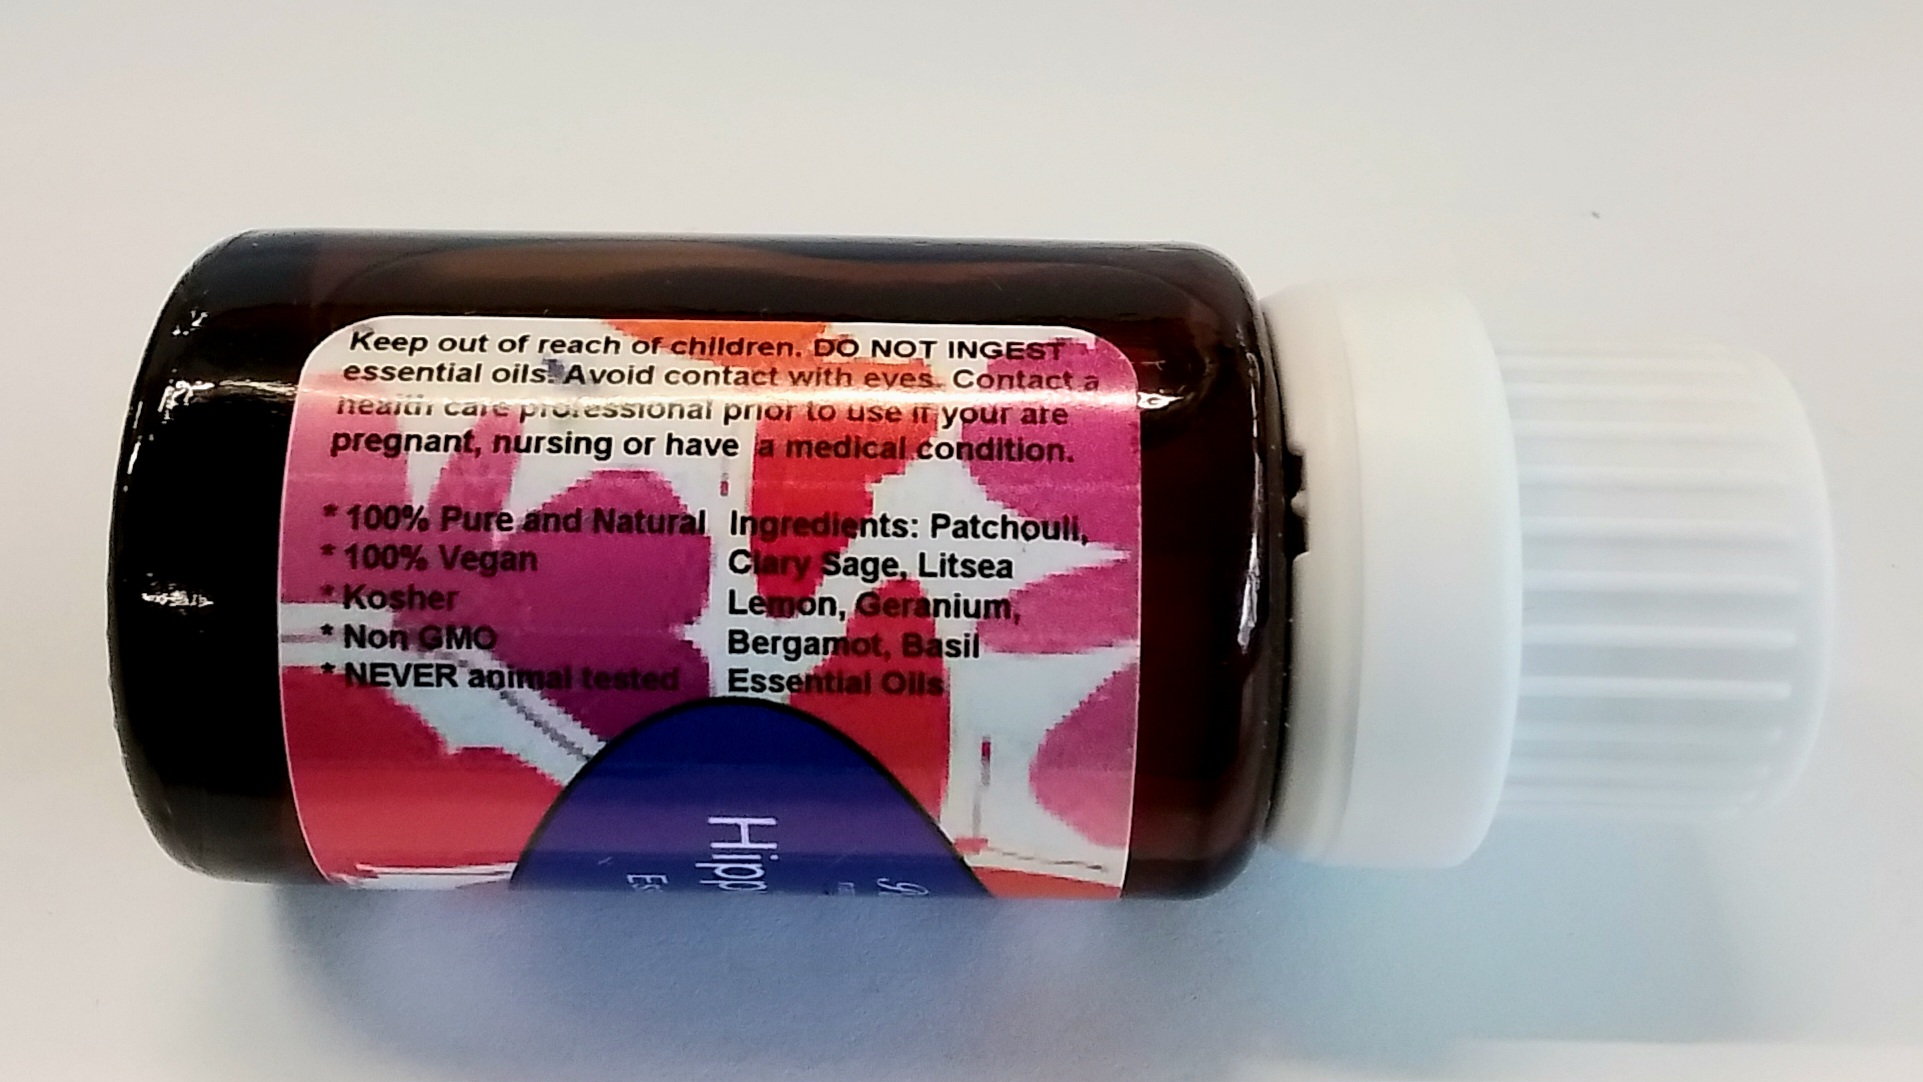 Keep out of reach of children. DO NOT INGEST
essential oils. Avoid contact with eyes. Contact a
health care professional prior to use if your are
pregnant, nursing or have a medical condition.
* 100% Pure and Natural
* 100% Vegan
* Kosher
* Non GMO
* NEVER animal tested
Ingredients: Patchouli,
Clary Sage, Litsea
Lemon, Geranium,
Bergamot, Basil
Essential Oils
Hipp